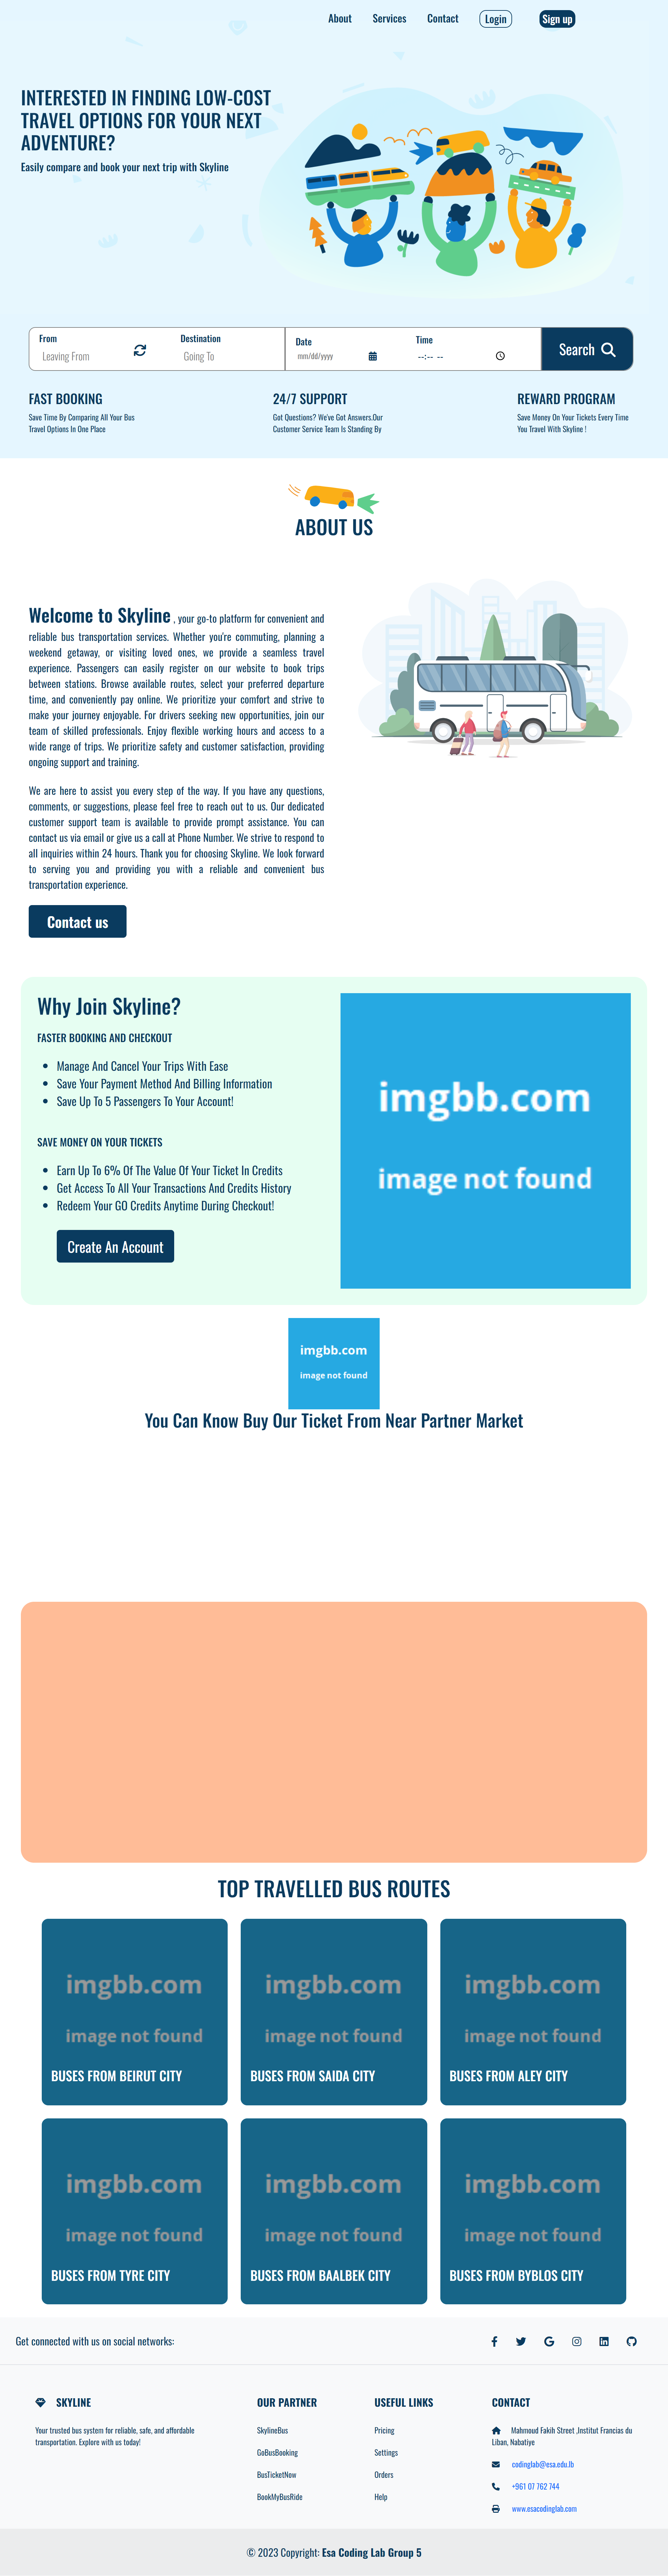 About Services Contact Login Sign up
INTERESTED IN FINDING LOW-COST
TRAVEL OPTIONS FOR YOUR NEXT
ADVENTURE?
Easily compare and book your next trip with Skyline
From Destination Date Time
Leaving From Going To mm/dd/yyyy --:-- -- Search
FAST BOOKING
Save Time By Comparing All Your Bus
Travel Options In One Place
24/7 SUPPORT
Got Questions? We've Got Answers.Our
Customer Service Team Is Standing By
REWARD PROGRAM
Save Money On Your Tickets Every Time
You Travel With Skyline !
ABOUT US
Welcome to Skyline , your go-to platform for convenient and
reliable bus transportation services. Whether you're commuting, planning a
weekend getaway, or visiting loved ones, we provide a seamless travel
experience. Passengers can easily register on our website to book trips
between stations. Browse available routes, select your preferred departure
time, and conveniently pay online. We prioritize your comfort and strive to
make your journey enjoyable. For drivers seeking new opportunities, join our
team of skilled professionals. Enjoy flexible working hours and access to a
wide range of trips. We prioritize safety and customer satisfaction, providing
ongoing support and training.
We are here to assist you every step of the way. If you have any questions,
comments, or suggestions, please feel free to reach out to us. Our dedicated
customer support team is available to provide prompt assistance. You can
contact us via email or give us a call at Phone Number. We strive to respond to
all inquiries within 24 hours. Thank you for choosing Skyline. We look forward
to serving you and providing you with a reliable and convenient bus
transportation experience.
Contact us
Why Join Skyline?
FASTER BOOKING AND CHECKOUT
Manage And Cancel Your Trips With Ease
Save Your Payment Method And Billing Information
Save Up To 5 Passengers To Your Account!
SAVE MONEY ON YOUR TICKETS
Earn Up To 6% Of The Value Of Your Ticket In Credits
Get Access To All Your Transactions And Credits History
Redeem Your GO Credits Anytime During Checkout!
Create An Account
imgbb.com
image not found
imgbb.com
image not found
You Can Know Buy Our Ticket From Near Partner Market
TOP TRAVELLED BUS ROUTES
imgbb.com
image not found
BUSES FROM BEIRUT CITY
imgbb.com
image not found
BUSES FROM SAIDA CITY
imgbb.com
image not found
BUSES FROM ALEY CITY
imgbb.com
image not found
BUSES FROM TYRE CITY
imgbb.com
image not found
BUSES FROM BAALBEK CITY
imgbb.com
image not found
BUSES FROM BYBLOS CITY
Get connected with us on social networks:
SKYLINE
Your trusted bus system for reliable, safe, and affordable
transportation. Explore with us today!
OUR PARTNER
SkylineBus
GoBusBooking
BusTicketNow
BookMyBusRide
USEFUL LINKS
Pricing
Settings
Orders
Help
CONTACT
Mahmoud Fakih Street ,Institut Francias du
Liban, Nabatiye
codinglab@esa.edu.lb
+961 07 762 744
www.esacodinglab.com
© 2023 Copyright: Esa Coding Lab Group 5